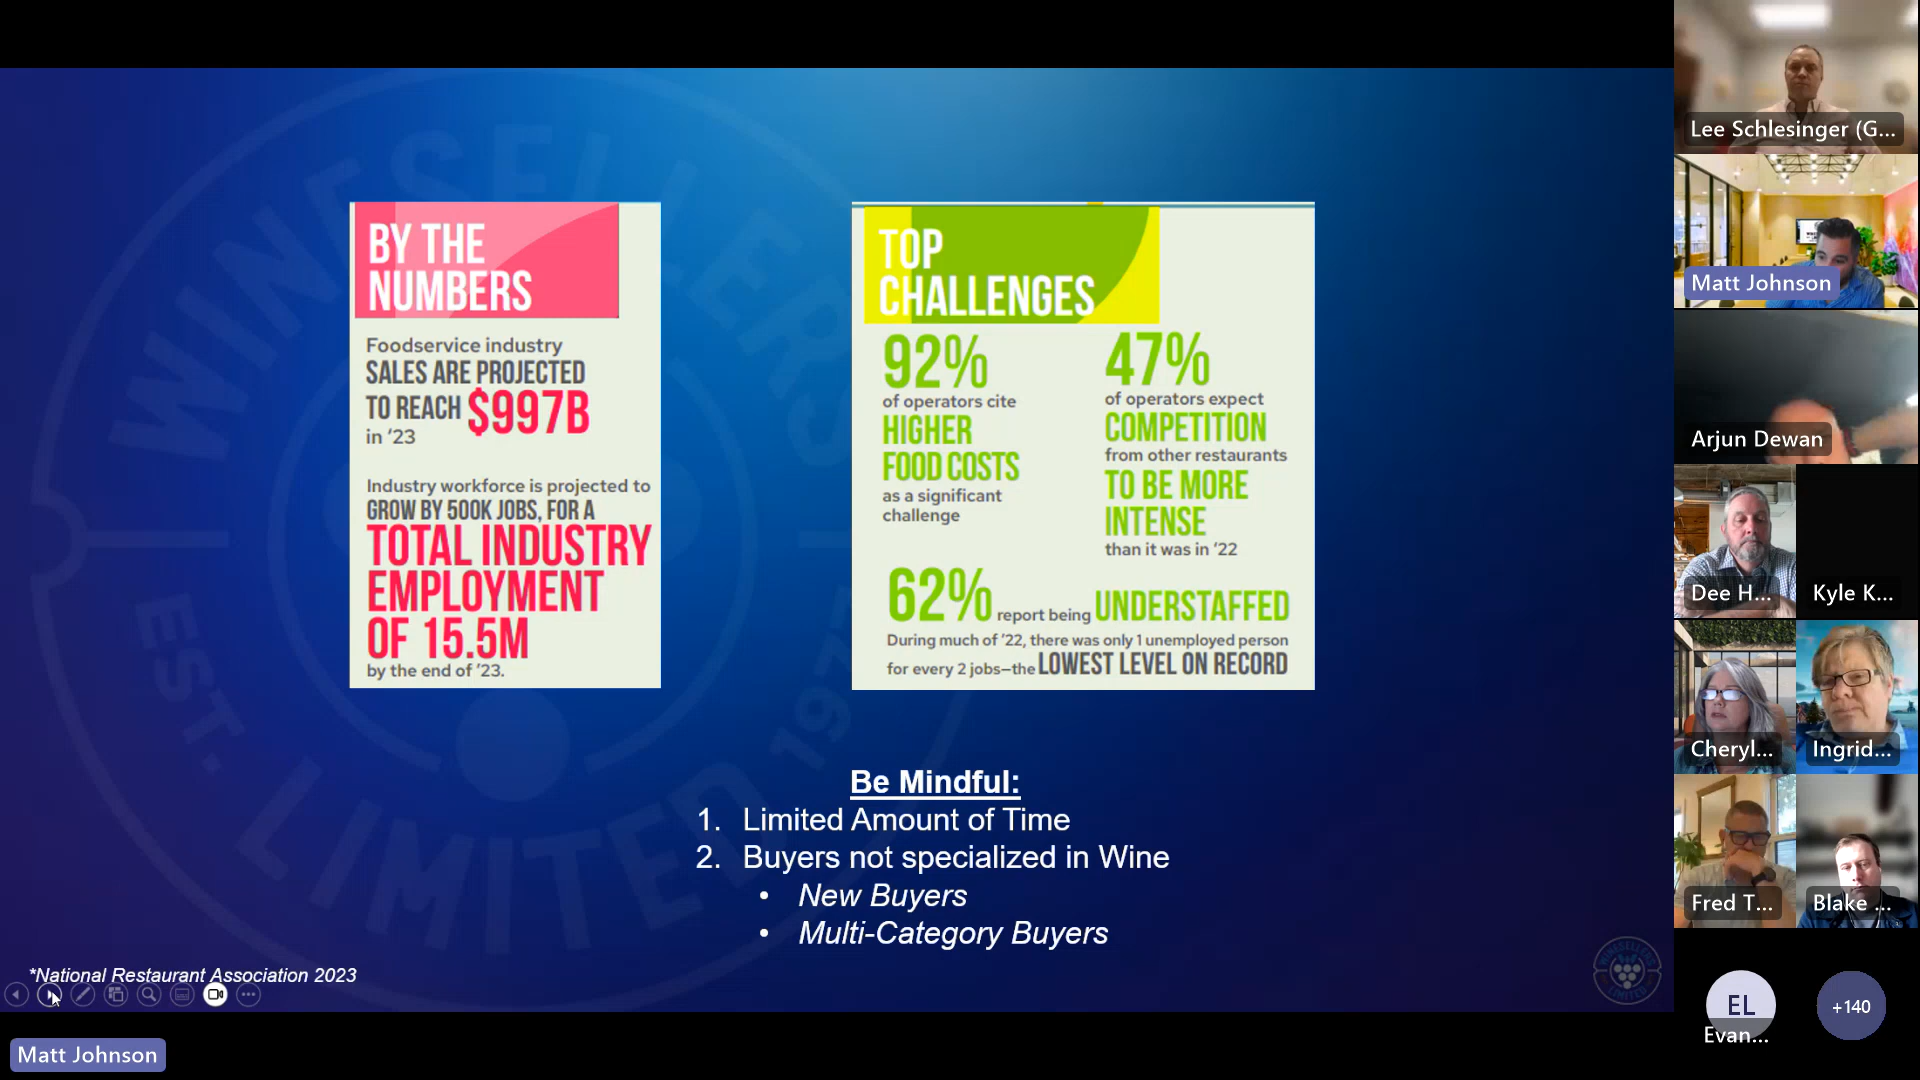 WINESELLERS
LIMITED
EST. 197
BY THE
NUMBERS
Foodservice industry
SALES ARE PROJECTED
TO REACH $997B
in ‘23
Industry workforce is projected to
GROW BY 500K JOBS, FOR A
TOTAL INDUSTRY
EMPLOYMENT
OF 15.5M
by the end of ’23.
TOP
CHALLENGES
92%
of operators cite
HIGHER
FOOD COSTS
as a significant
challenge
47%
of operators expect
COMPETITION
from other restaurants
TO BE MORE
INTENSE
than it was in ‘22
62% report being UNDERSTAFFED
During much of ’22, there was only 1 unemployed person
for every 2 jobs—the LOWEST LEVEL ON RECORD
Be Mindful:
1. Limited Amount of Time
2. Buyers not specialized in Wine
• New Buyers
• Multi-Category Buyers
*National Restaurant Association 2023
Matt Johnson
Lee Schlesinger (G...
Matt Johnson
Arjun Dewan
Dee H...
Kyle K...
Cheryl...
Ingrid...
Fred T...
Blake ...
EL
Evan...
+140